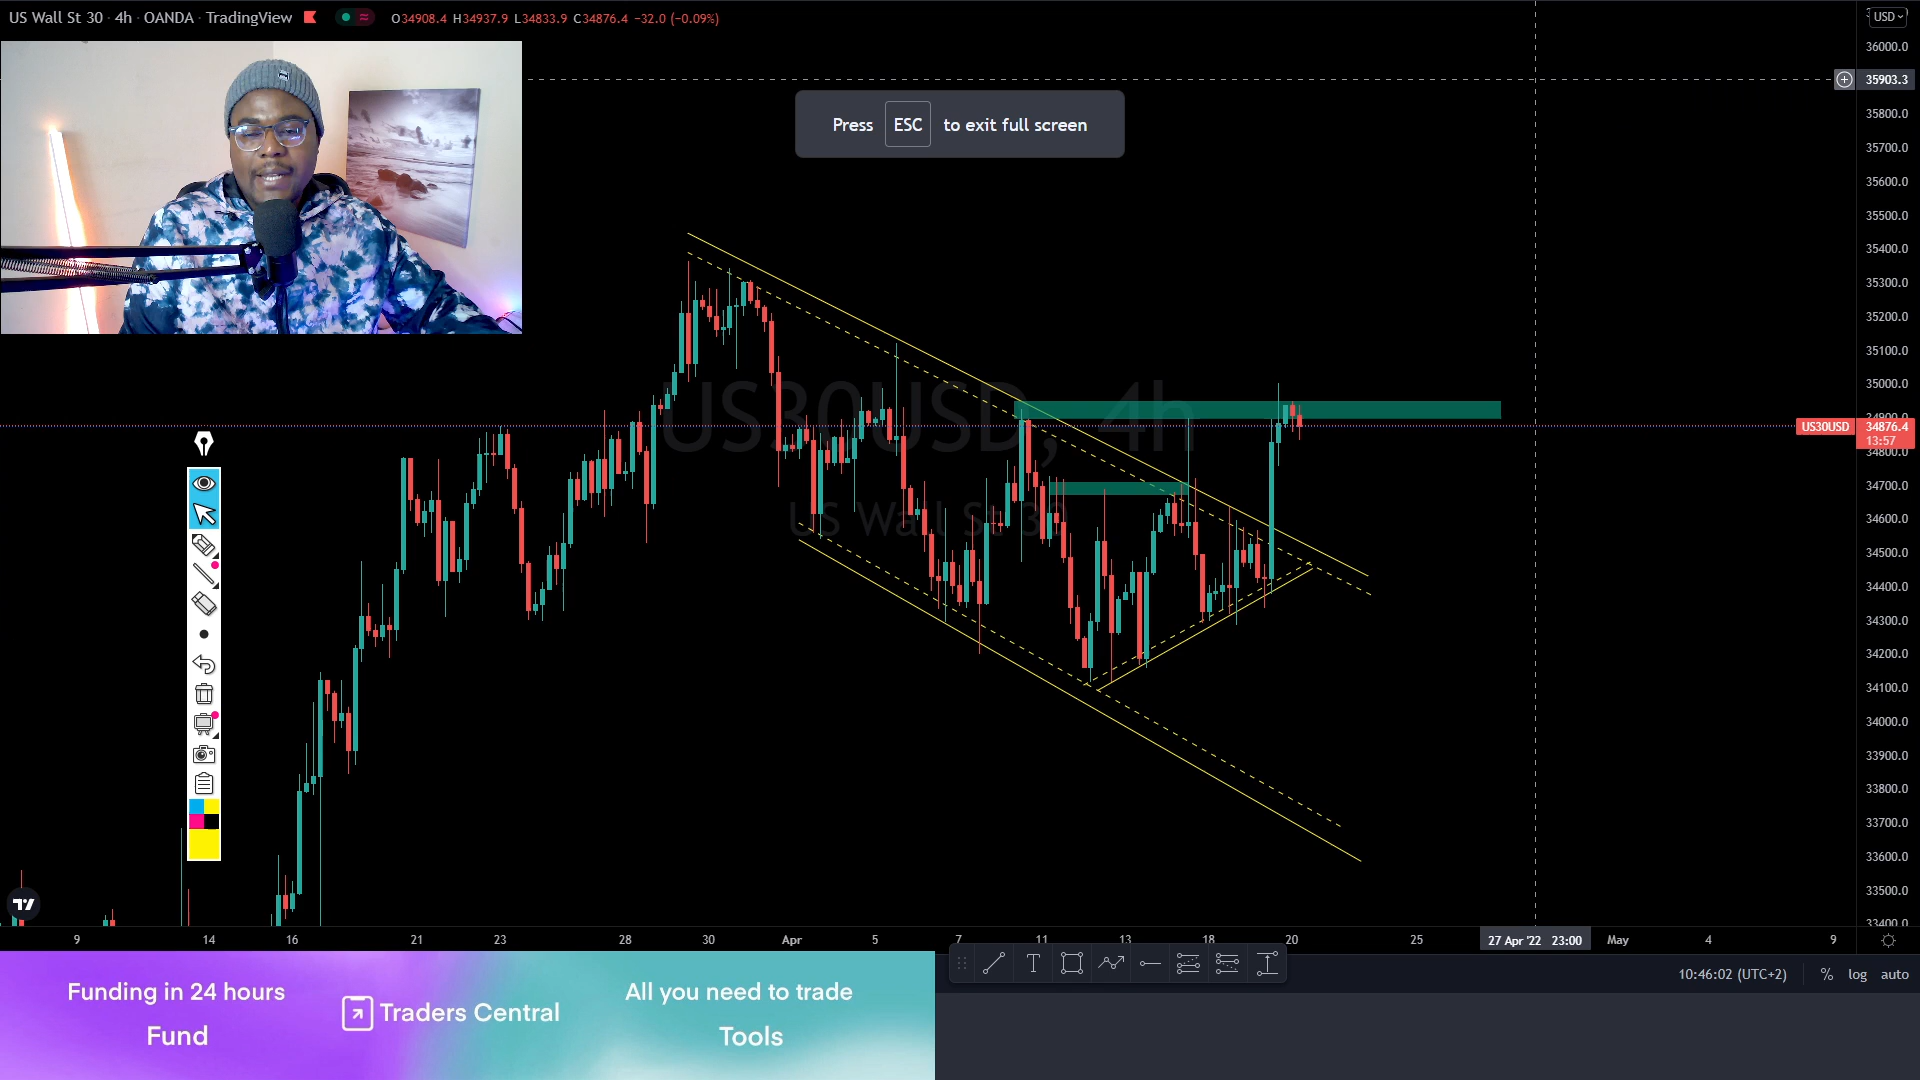 US Wall St 30 · 4h · OANDA · TradingView O34908.4 H34937.9 L34833.9 C34876.4 −32.0 (−0.09%)
USD
36000.0
35903.3
35800.0
35700.0
35600.0
35500.0
35400.0
35300.0
35200.0
35100.0
35000.0
34900.0
US30USD 34876.4
13:57
34800.0
34700.0
34600.0
34500.0
34400.0
34300.0
34200.0
34100.0
34000.0
33900.0
33800.0
33700.0
33600.0
33500.0
33400.0
Press ESC to exit full screen
US30USD, 4h
US Wall St 30
9 14 16 21 23 28 30 Apr 5 7 11 13 18 20 25 27 Apr '22 23:00 May 4 9
10:46:02 (UTC+2) % log auto
Funding in 24 hours
Fund
Traders Central
All you need to trade
Tools